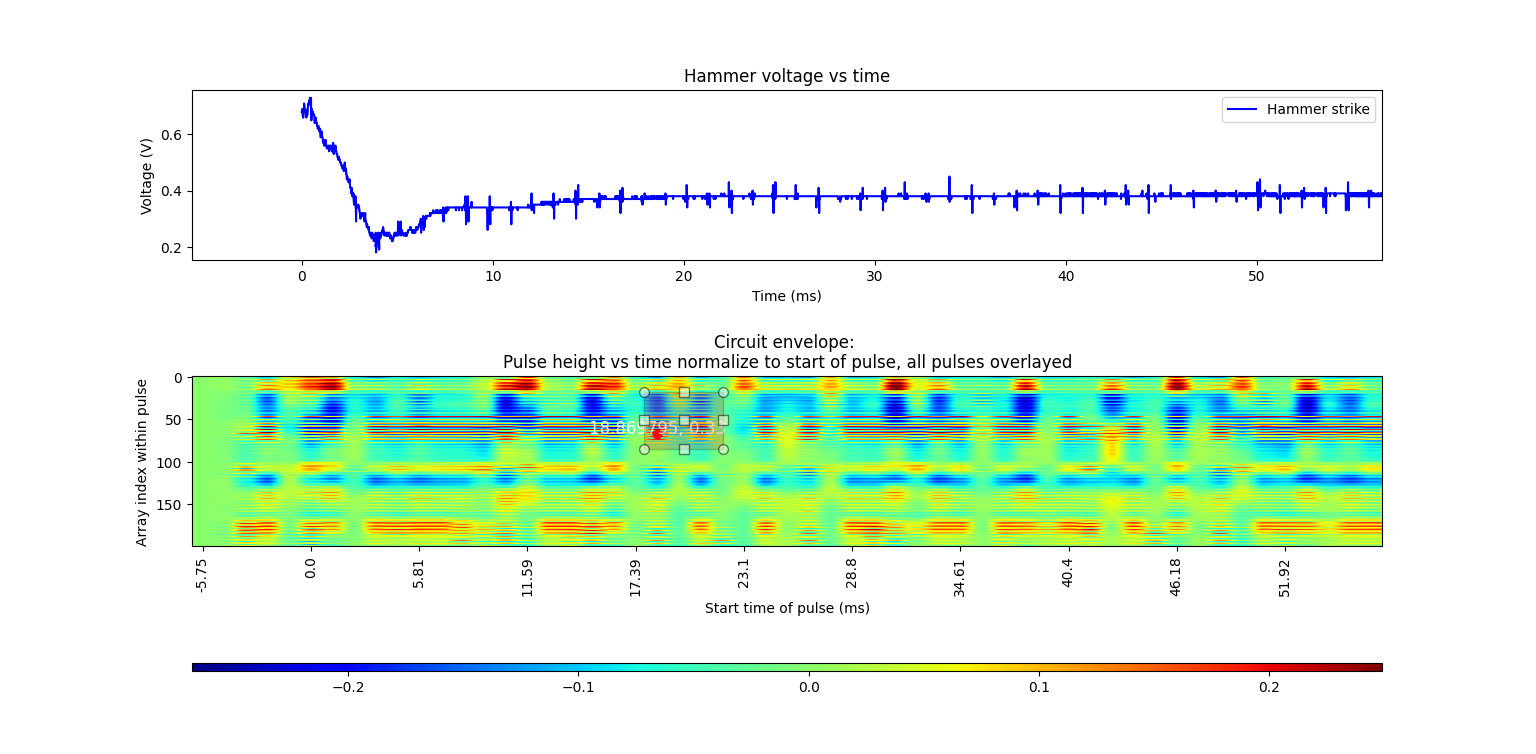 Hammer voltage vs time
Hammer strike
Voltage (V)
0.6
0.4
0.2
0 10 20 30 40 50
Time (ms)
Circuit envelope:
Pulse height vs time normalize to start of pulse, all pulses overlayed
Array index within pulse
0
50
100
150
-5.75 0.0 5.81 11.59 17.39 23.1 28.8 34.61 40.4 46.18 51.92
Start time of pulse (ms)
−0.2 −0.1 0.0 0.1 0.2